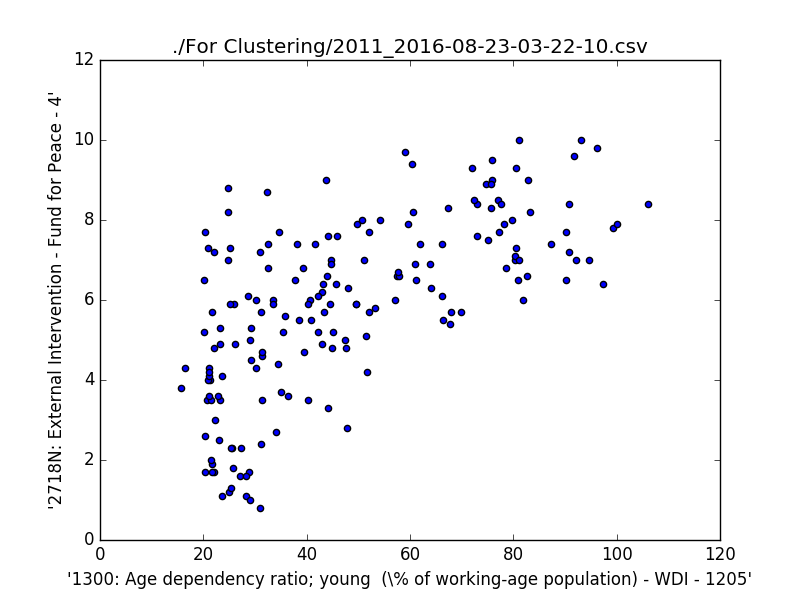 ./For Clustering/2011_2016-08-23-03-22-10.csv
12
10
8
6
4
2
0
'2718N: External Intervention - Fund for Peace - 4'
0 20 40 60 80 100 120
'1300: Age dependency ratio; young  (\% of working-age population) - WDI - 1205'